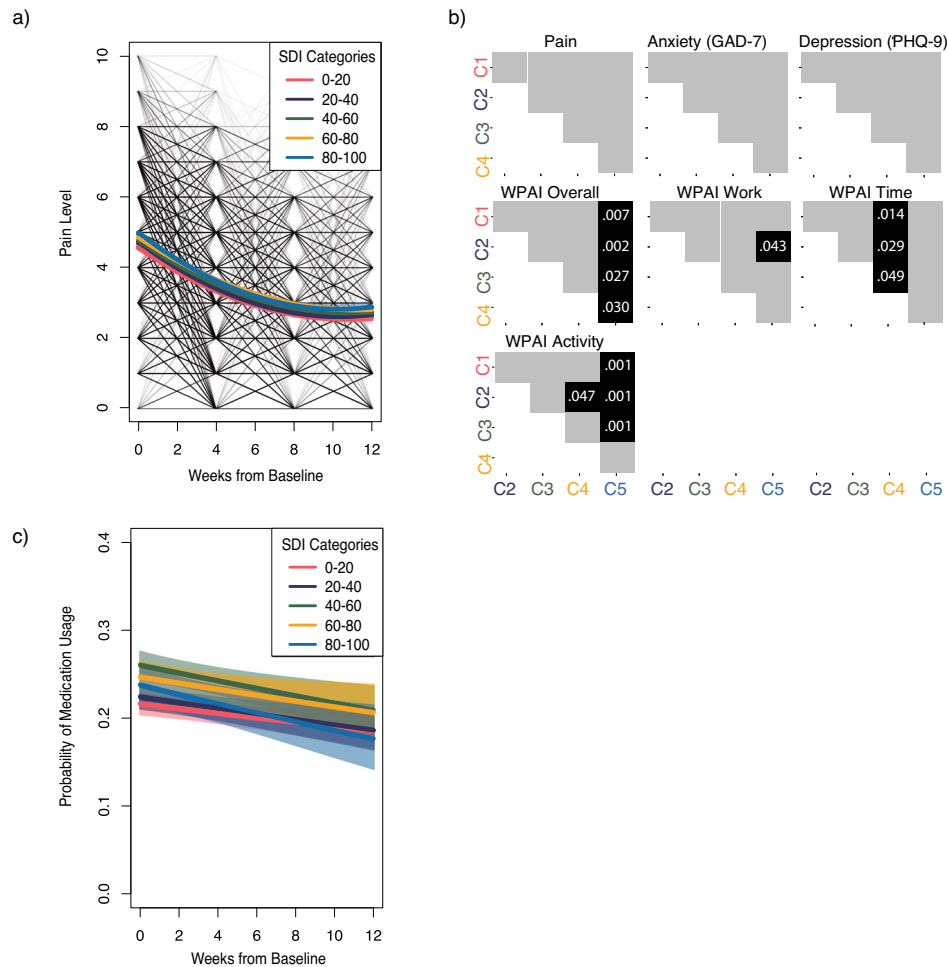 a)
SDI Categories
0-20
20-40
40-60
60-80
80-100
Pain Level
10
8
6
4
2
0
0 2 4 6 8 10 12
Weeks from Baseline
b)
Pain Anxiety (GAD-7) Depression (PHQ-9)
C1
C2
C3
C4
WPAI Overall WPAI Work WPAI Time
C1 .007 .014
C2 .002 .043 .029
C3 .027 .049
C4 .030
WPAI Activity
C1 .001
C2 .047 .001
C3 .001
C4
C2 C3 C4 C5 C2 C3 C4 C5 C2 C3 C4 C5
c)
SDI Categories
0-20
20-40
40-60
60-80
80-100
Probability of Medication Usage
0.4
0.3
0.2
0.1
0.0
0 2 4 6 8 10 12
Weeks from Baseline